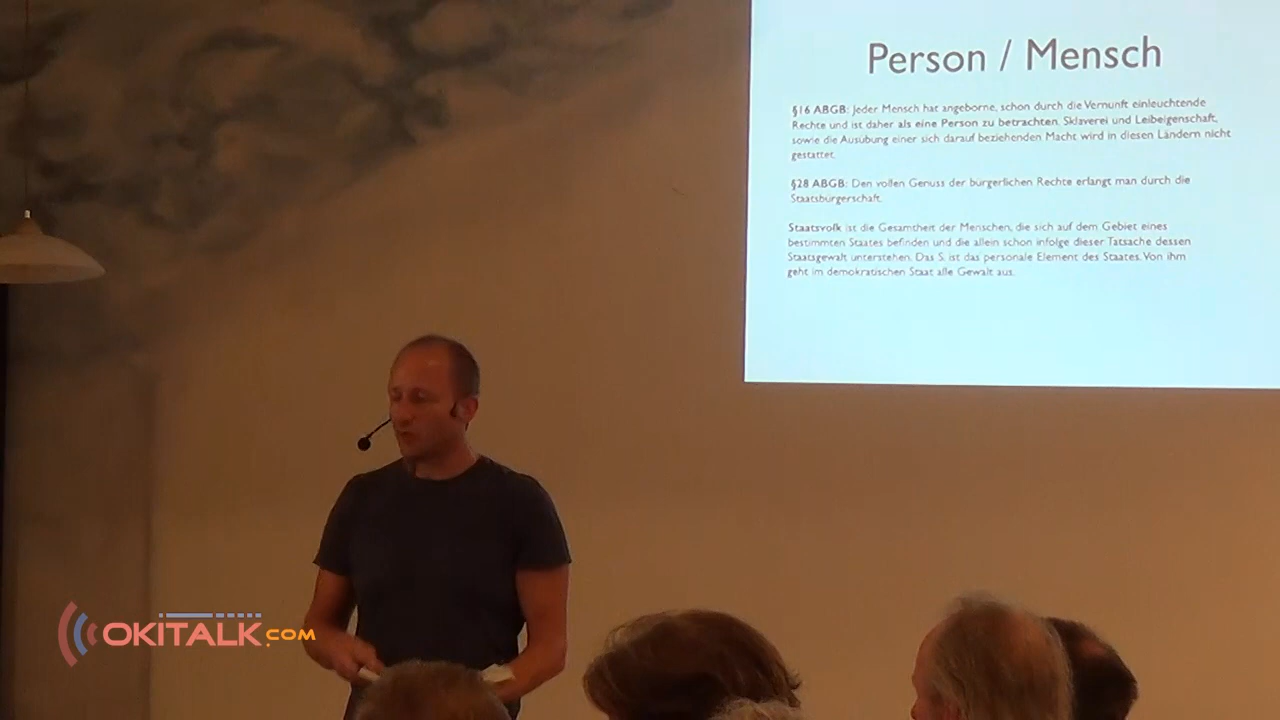 Person / Mensch
§16 ABGB: Jeder Mensch hat angeborne, schon durch die Vernunft einleuchtende
Rechte und ist daher als eine Person zu betrachten. Sklaverei und Leibeigenschaft,
sowie die Ausübung einer sich darauf beziehenden Macht wird in diesen Ländern nicht
gestattet.
§28 ABGB: Den vollen Genuss der bürgerlichen Rechte erlangt man durch die
Staatsbürgerschaft.
Staatsvolk ist die Gesamtheit der Menschen, die sich auf dem Gebiet eines
bestimmten Staates befinden und die allein schon infolge dieser Tatsache dessen
Staatsgewalt unterstehen. Das S. ist das personale Element des Staates. Von ihm
geht im demokratischen Staat alle Gewalt aus.
OKITALK.COM